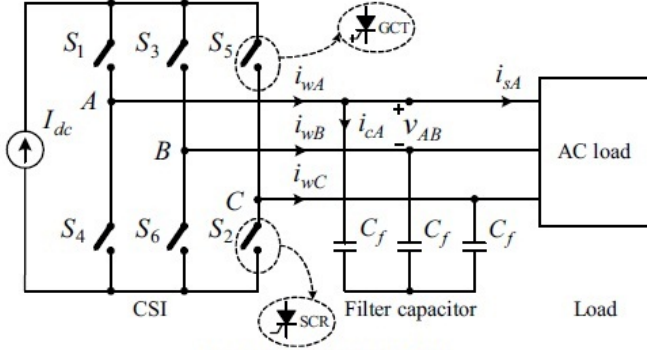 S1 S3 S5 GCT
iwA isA
A
Idc icA + vAB -
iwB
B AC load
iwC
C
S4 S6 S2 Cf Cf Cf
CSI SCR Filter capacitor Load